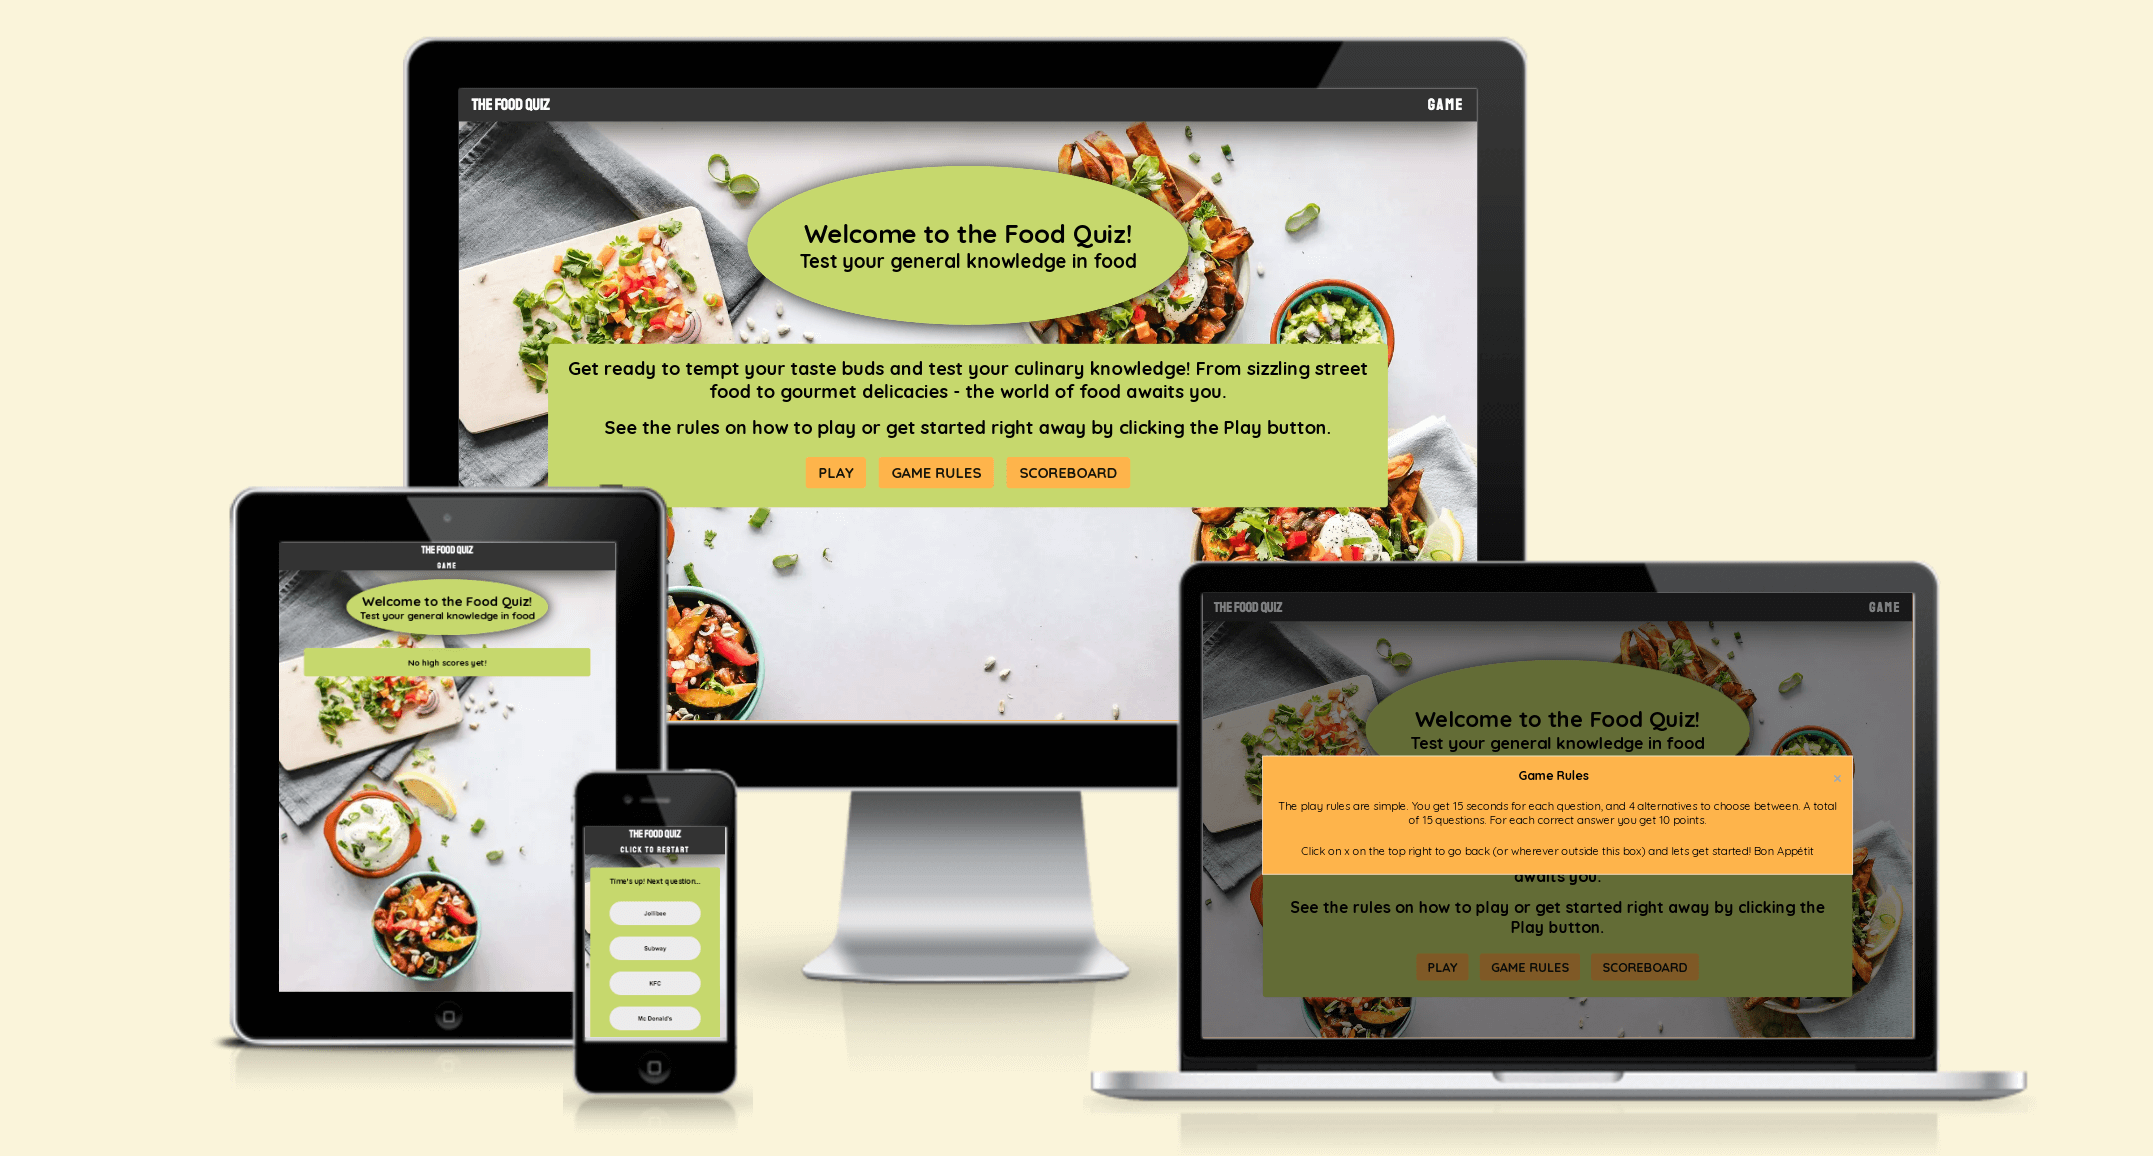 THE FOOD QUIZ
GAME
Welcome to the Food Quiz!
Test your general knowledge in food
Get ready to tempt your taste buds and test your culinary knowledge! From sizzling street
food to gourmet delicacies - the world of food awaits you.
See the rules on how to play or get started right away by clicking the Play button.
PLAY GAME RULES SCOREBOARD
THE FOOD QUIZ
GAME
Welcome to the Food Quiz!
Test your general knowledge in food
No high scores yet!
THE FOOD QUIZ
CLICK TO RESTART
Time's up! Next question...
Jollibee
Subway
KFC
Mc Donald's
THE FOOD QUIZ
GAME
Welcome to the Food Quiz!
Test your general knowledge in food
Game Rules
×
The play rules are simple. You get 15 seconds for each question, and 4 alternatives to choose between. A total
of 15 questions. For each correct answer you get 10 points.
Click on x on the top right to go back (or wherever outside this box) and lets get started! Bon Appétit
awaits you.
See the rules on how to play or get started right away by clicking the
Play button.
PLAY GAME RULES SCOREBOARD